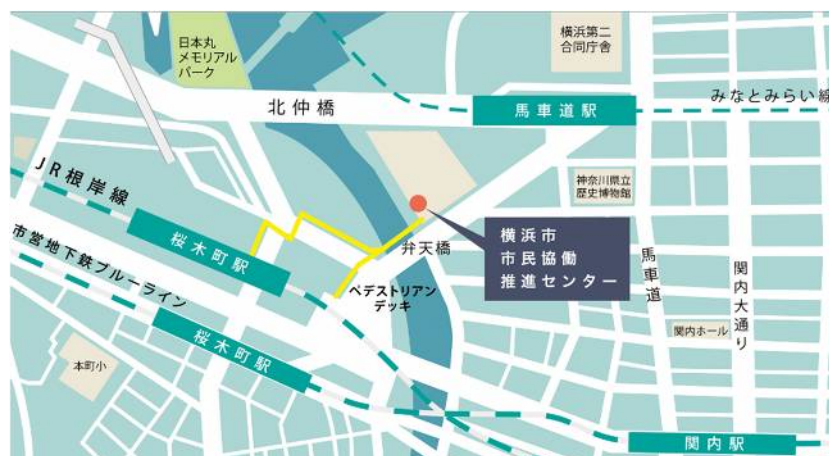 日本丸
メモリアル
パーク
横浜第二
合同庁舎
北仲橋
馬車道駅
みなとみらい線
JR根岸線
神奈川県立
歴史博物館
桜木町駅
弁天橋
横浜市
市民協働
推進センター
市営地下鉄ブルーライン
ペデストリアン
デッキ
馬車道
関内大通り
桜木町駅
関内ホール
本町小
関内駅